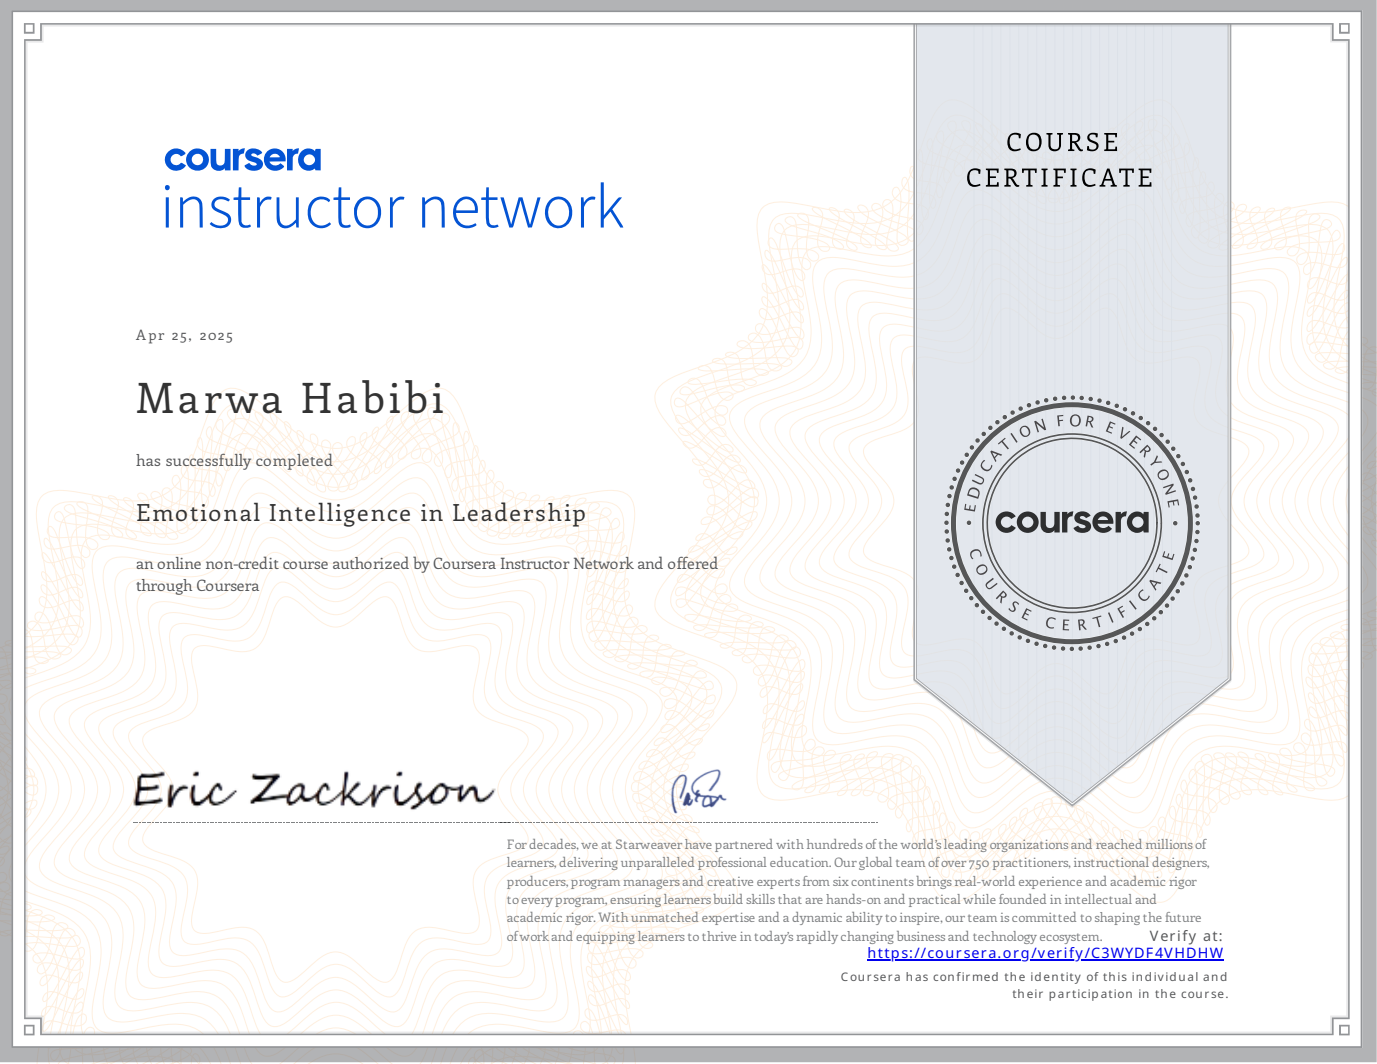 coursera
instructor network
COURSE
CERTIFICATE
Apr 25, 2025
Marwa Habibi
has successfully completed
Emotional Intelligence in Leadership
an online non-credit course authorized by Coursera Instructor Network and offered
through Coursera
EDUCATION FOR EVERYONE
coursera
COURSE CERTIFICATE
Eric Zackrison
For decades, we at Starweaver have partnered with hundreds of the world's leading organizations and reached millions of
learners, delivering unparalleled professional education. Our global team of over 750 practitioners, instructional designers,
producers, program managers and creative experts from six continents brings real-world experience and academic rigor
to every program, ensuring learners build skills that are hands-on and practical while founded in intellectual and
academic rigor. With unmatched expertise and a dynamic ability to inspire, our team is committed to shaping the future
of work and equipping learners to thrive in today's rapidly changing business and technology ecosystem.
Verify at:
https://coursera.org/verify/C3WYDF4VHDHW
Coursera has confirmed the identity of this individual and
their participation in the course.